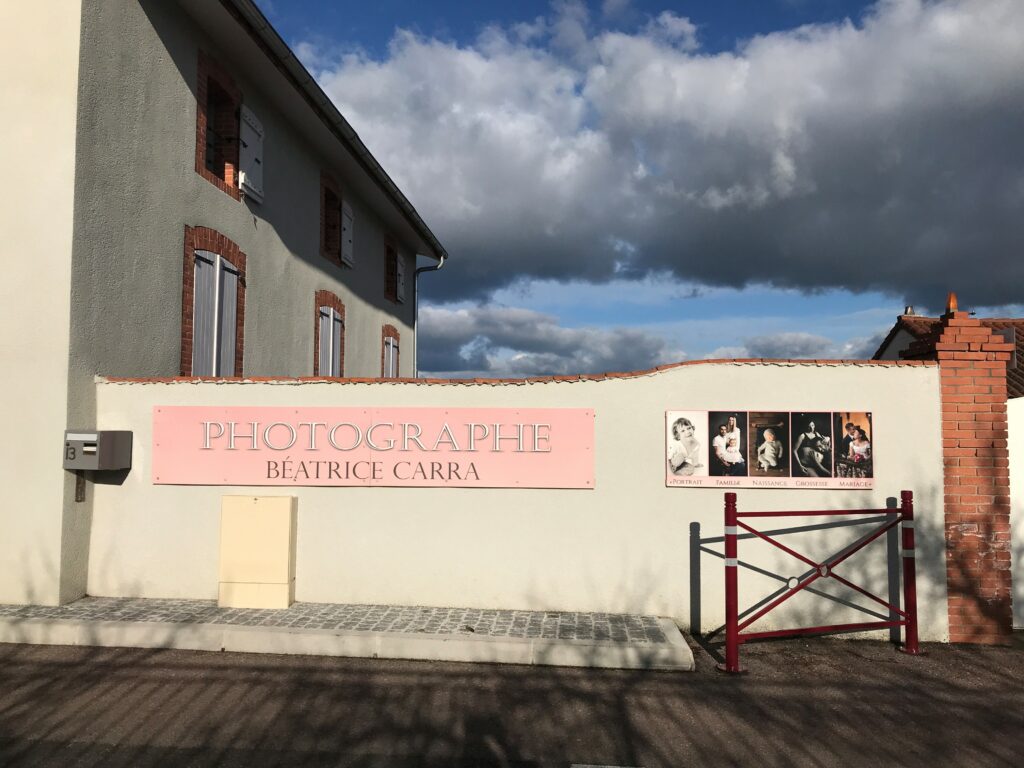 PHOTOGRAPHE
BÉATRICE CARRA
13
PORTRAIT FAMILLE NAISSANCE GROSSESSE MARIAGE